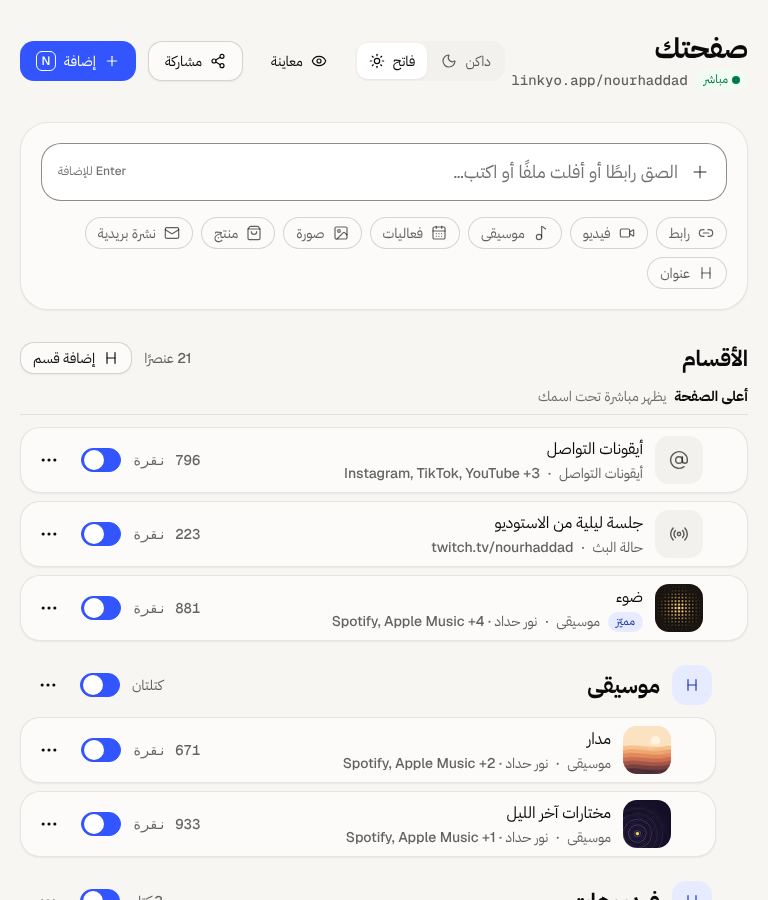 صفحتك
مباشر linkyo.app/nourhaddad
داكن
فاتح
معاينة
مشاركة
إضافة N
الصق رابطًا أو أفلت ملفًا أو اكتب...
Enter للإضافة
رابط
فيديو
موسيقى
فعاليات
صورة
منتج
نشرة بريدية
H عنوان
الأقسام
21 عنصرًا
H إضافة قسم
أعلى الصفحة يظهر مباشرة تحت اسمك
أيقونات التواصل
أيقونات التواصل · Instagram, TikTok, YouTube +3
796 نقرة
جلسة ليلية من الاستوديو
حالة البث · twitch.tv/nourhaddad
223 نقرة
ضوء
مميّز موسيقى · نور حداد · Spotify, Apple Music +4
881 نقرة
H موسيقى
كتلتان
مدار
موسيقى · نور حداد · Spotify, Apple Music +2
671 نقرة
مختارات آخر الليل
موسيقى · نور حداد · Spotify, Apple Music +1
933 نقرة